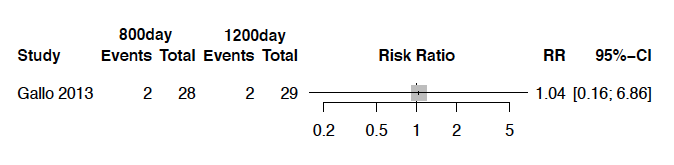 800day 1200day
Study Events Total Events Total Risk Ratio RR 95%−CI
Gallo 2013 2 28 2 29 1.04 [0.16; 6.86]
0.2 0.5 1 2 5